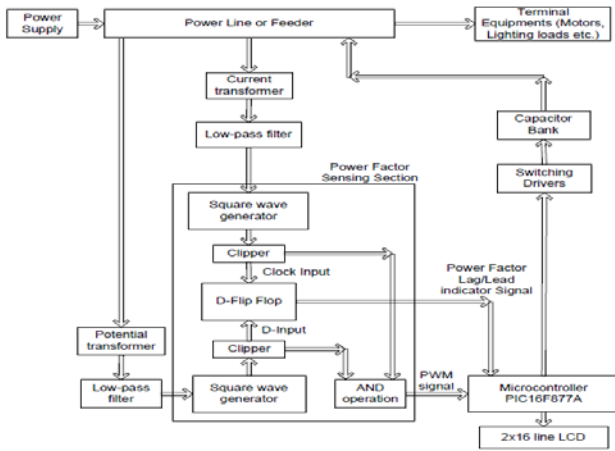 Power
Supply
Power Line or Feeder
Terminal
Equipments (Motors,
Lighting loads etc.)
Current
transformer
Capacitor
Bank
Low-pass filter
Power Factor
Sensing Section
Switching
Drivers
Square wave
generator
Clipper
Clock Input
Power Factor
Lag/Lead
indicator Signal
D-Flip Flop
D-Input
Potential
transformer
Clipper
Low-pass
filter
Square wave
generator
AND
operation
PWM
signal
Microcontroller
PIC16F877A
2x16 line LCD